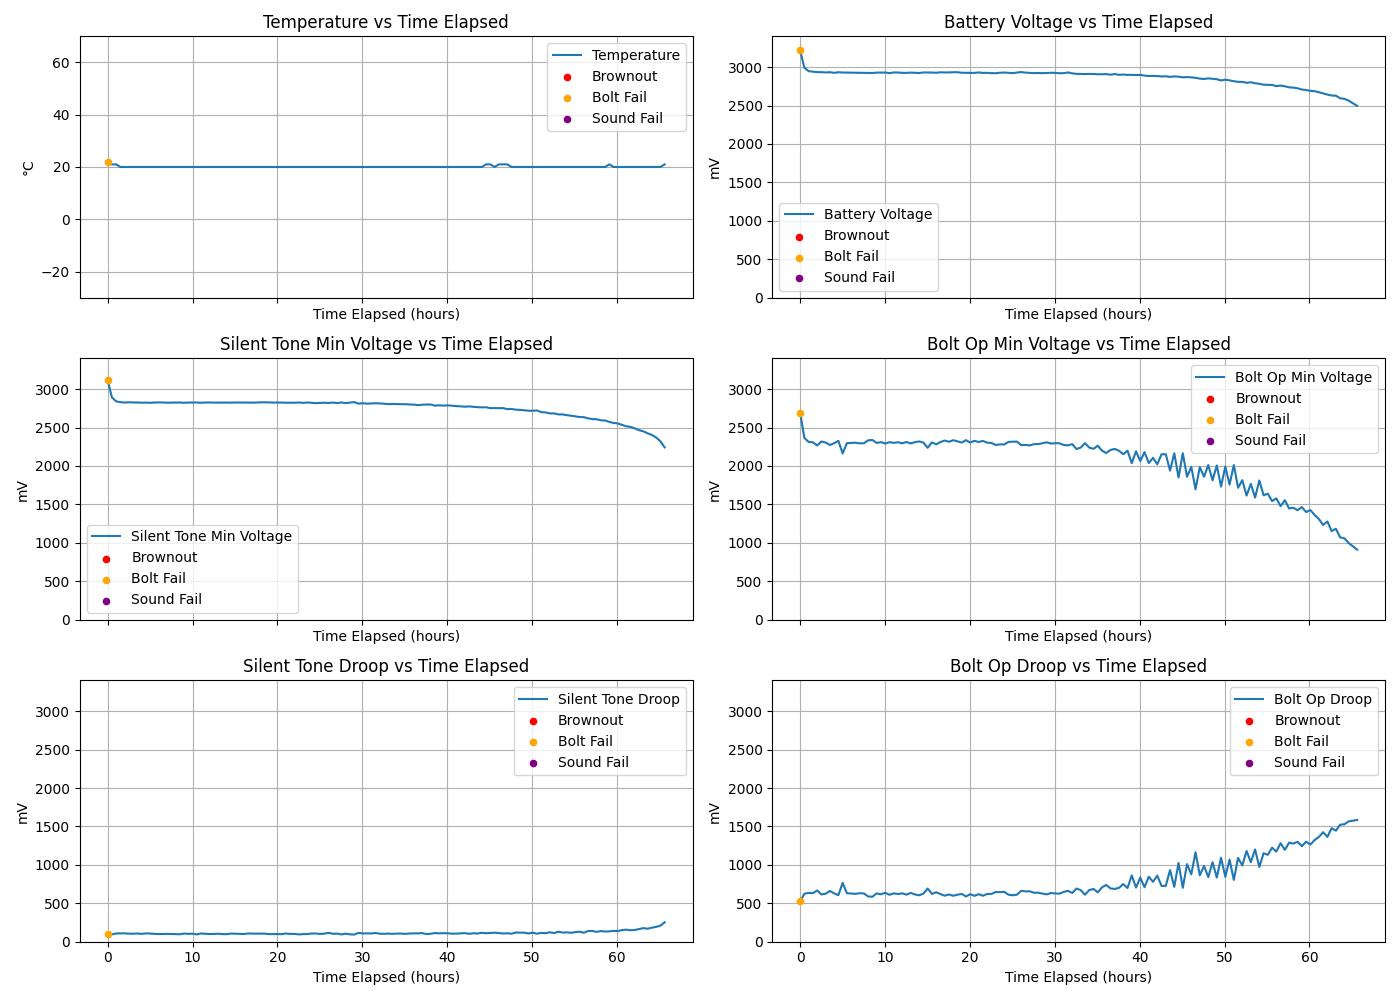 Temperature vs Time Elapsed
60
40
20
0
−20
°C
Temperature
Brownout
Bolt Fail
Sound Fail
Time Elapsed (hours)
Battery Voltage vs Time Elapsed
3000
2500
2000
1500
1000
500
0
mV
Battery Voltage
Brownout
Bolt Fail
Sound Fail
Time Elapsed (hours)
Silent Tone Min Voltage vs Time Elapsed
3000
2500
2000
1500
1000
500
0
mV
Silent Tone Min Voltage
Brownout
Bolt Fail
Sound Fail
Time Elapsed (hours)
Bolt Op Min Voltage vs Time Elapsed
3000
2500
2000
1500
1000
500
0
mV
Bolt Op Min Voltage
Brownout
Bolt Fail
Sound Fail
Time Elapsed (hours)
Silent Tone Droop vs Time Elapsed
3000
2500
2000
1500
1000
500
0
mV
Silent Tone Droop
Brownout
Bolt Fail
Sound Fail
0 10 20 30 40 50 60
Time Elapsed (hours)
Bolt Op Droop vs Time Elapsed
3000
2500
2000
1500
1000
500
0
mV
Bolt Op Droop
Brownout
Bolt Fail
Sound Fail
0 10 20 30 40 50 60
Time Elapsed (hours)